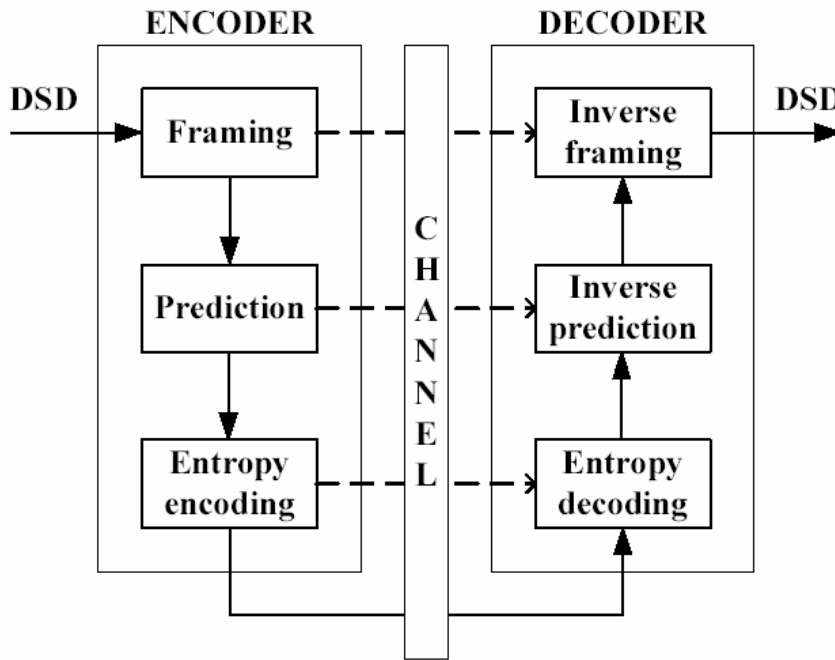 ENCODER
DECODER
DSD
DSD
Framing
Inverse
framing
Prediction
Inverse
prediction
Entropy
encoding
Entropy
decoding
C
H
A
N
N
E
L